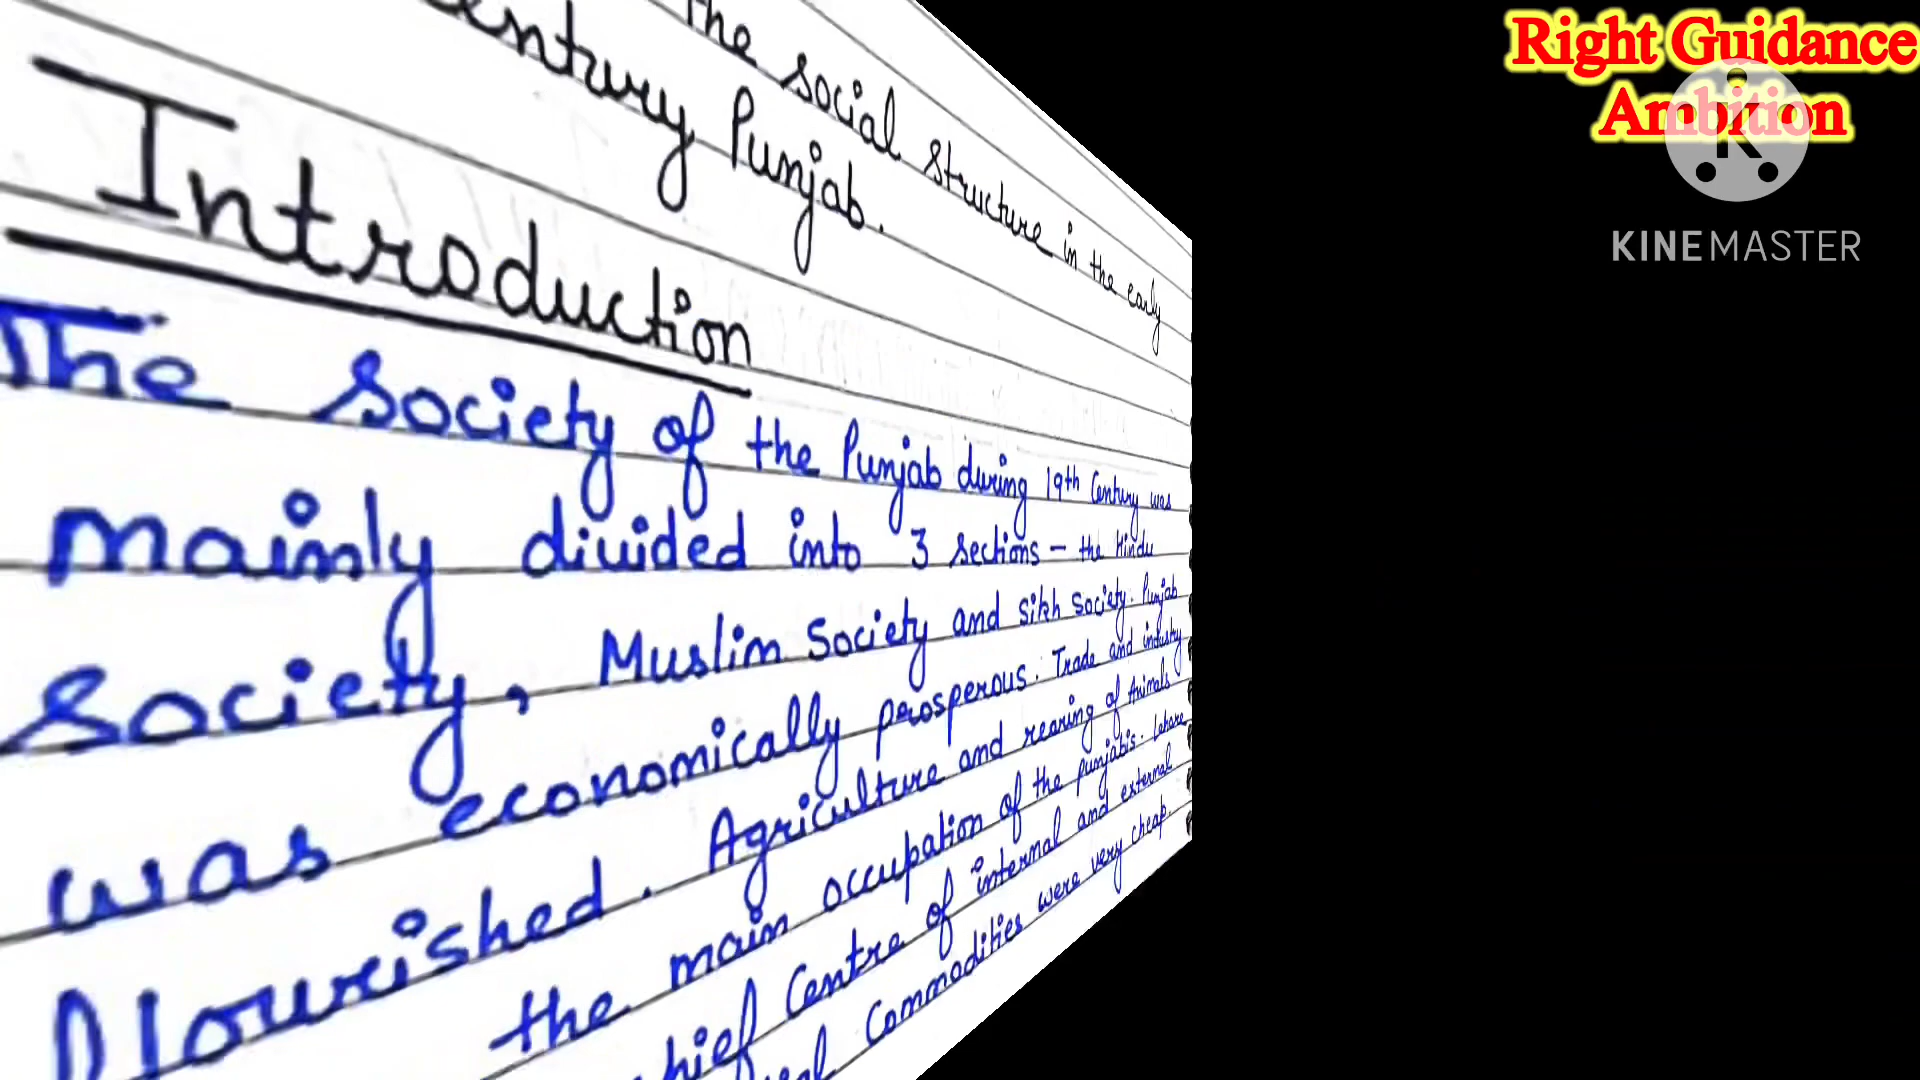 the social structure in the early
century Punjab.
Introduction
The society of the Punjab during 19th Century was
mainly divided into 3 sections - the Hindu
society, Muslim Society and Sikh Society. Punjab
was economically prosperous. Trade and industry
flourished. Agriculture and rearing of Animals
the main occupation of the punjabis. Lahore
chief Centre of internal and external
Commodities were very cheap.
Right Guidance
Ambition
K
KINEMASTER